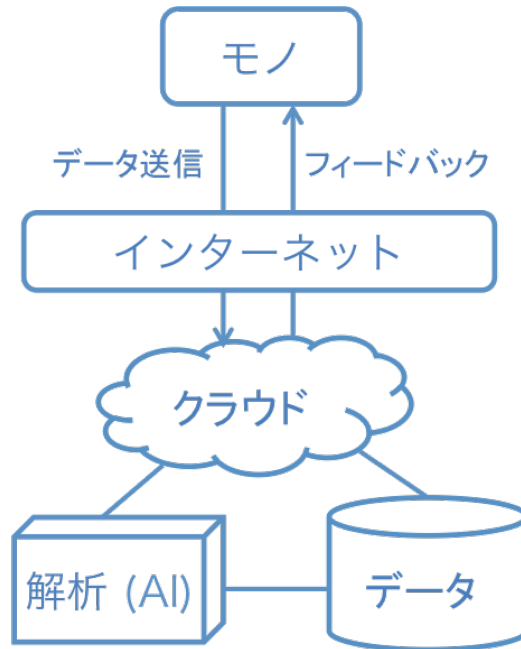 モノ
データ送信
フィードバック
インターネット
クラウド
解析 (AI)
データ